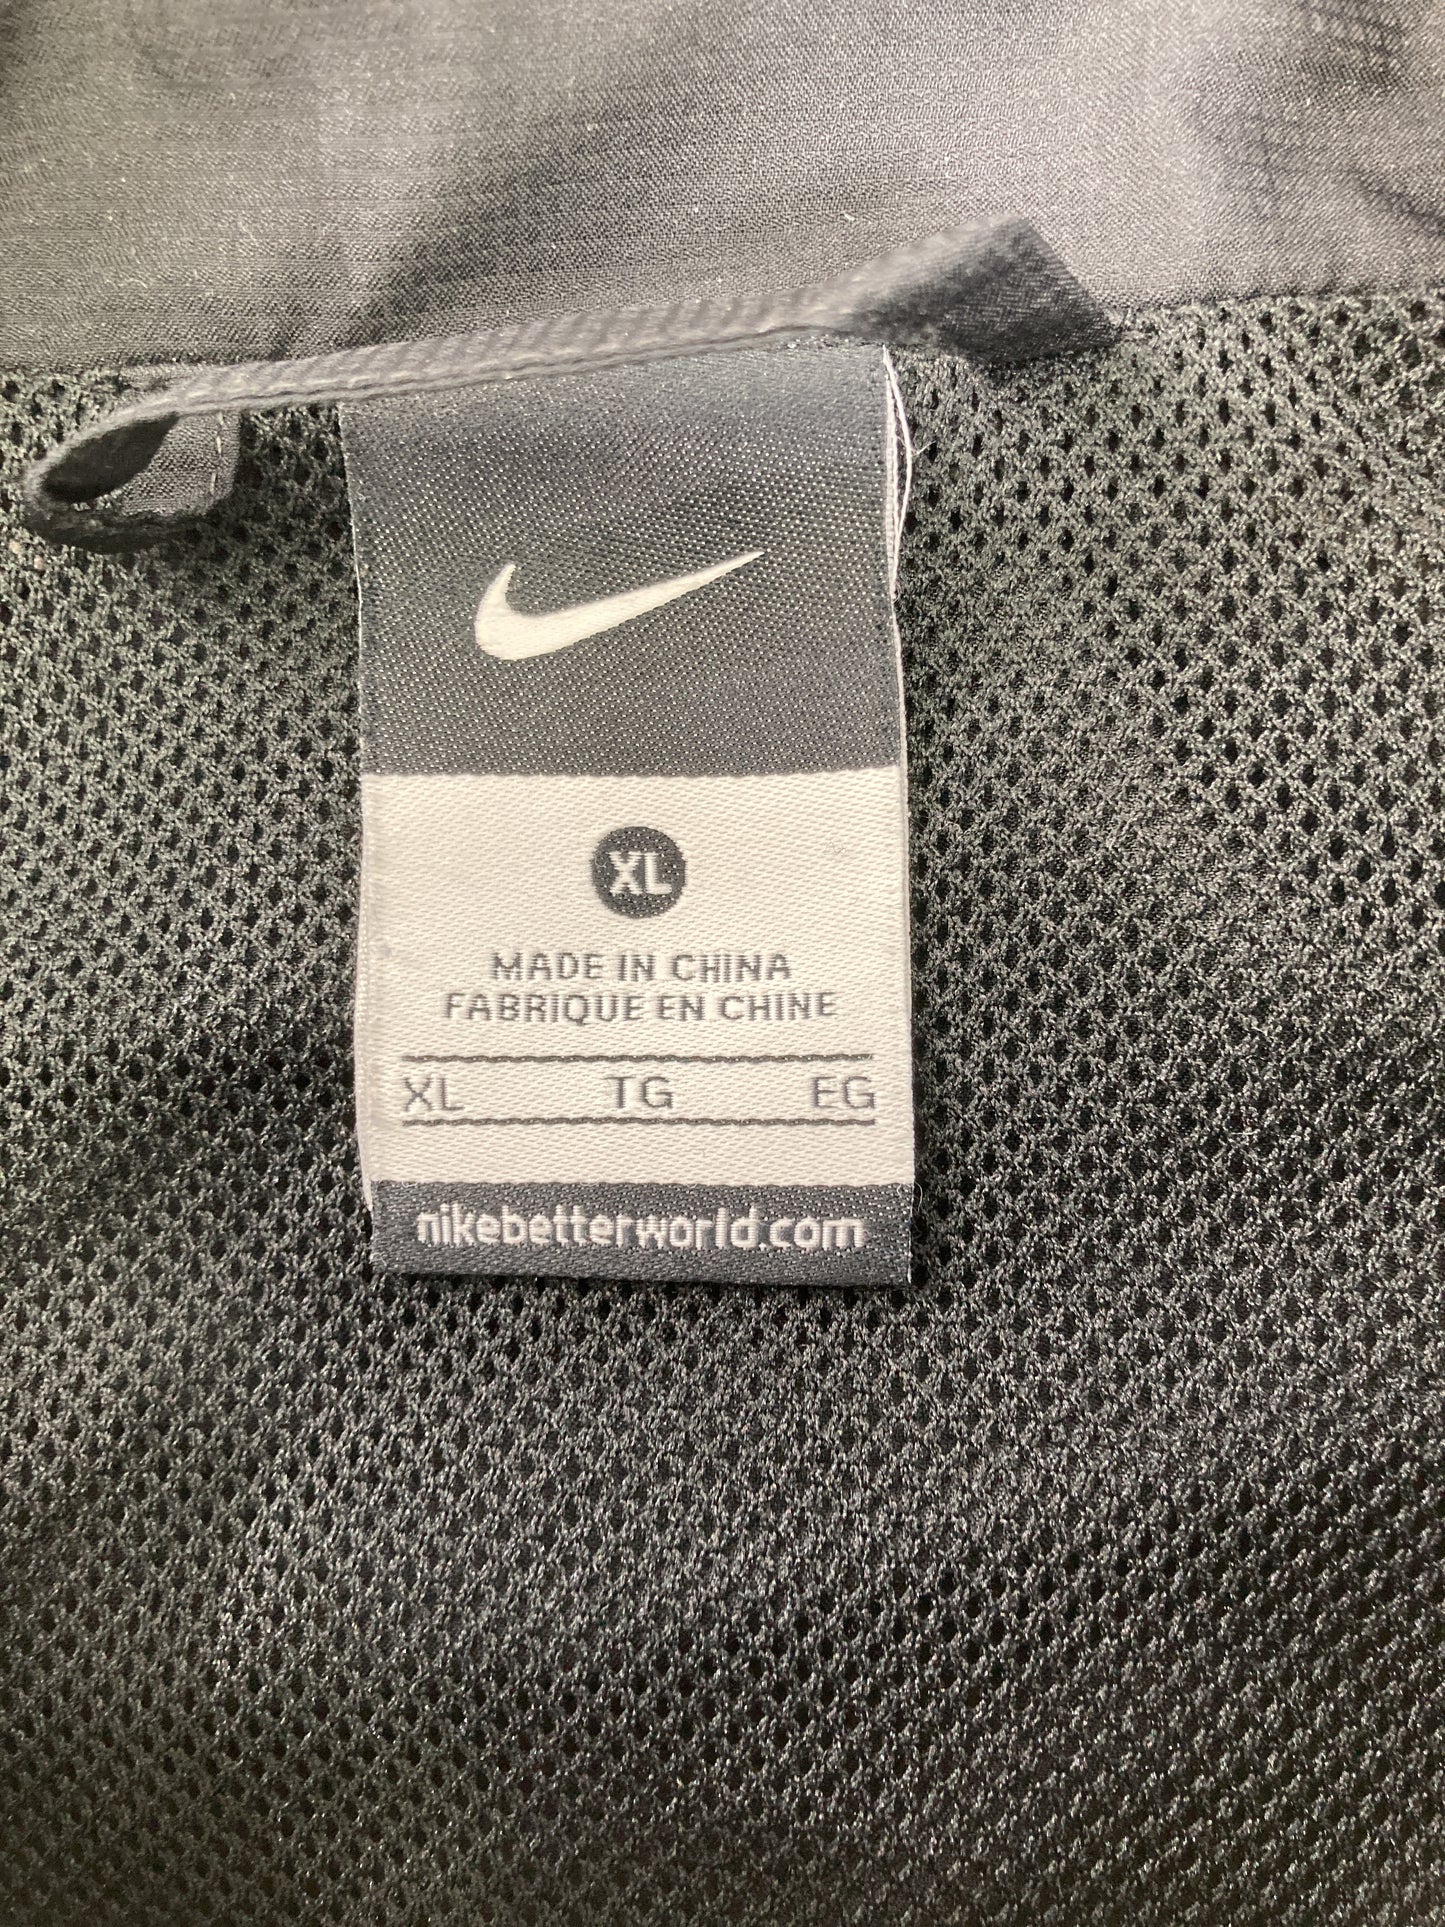 XL
MADE IN CHINA
FABRIQUE EN CHINE
XL TG EG
nikebetterworld.com